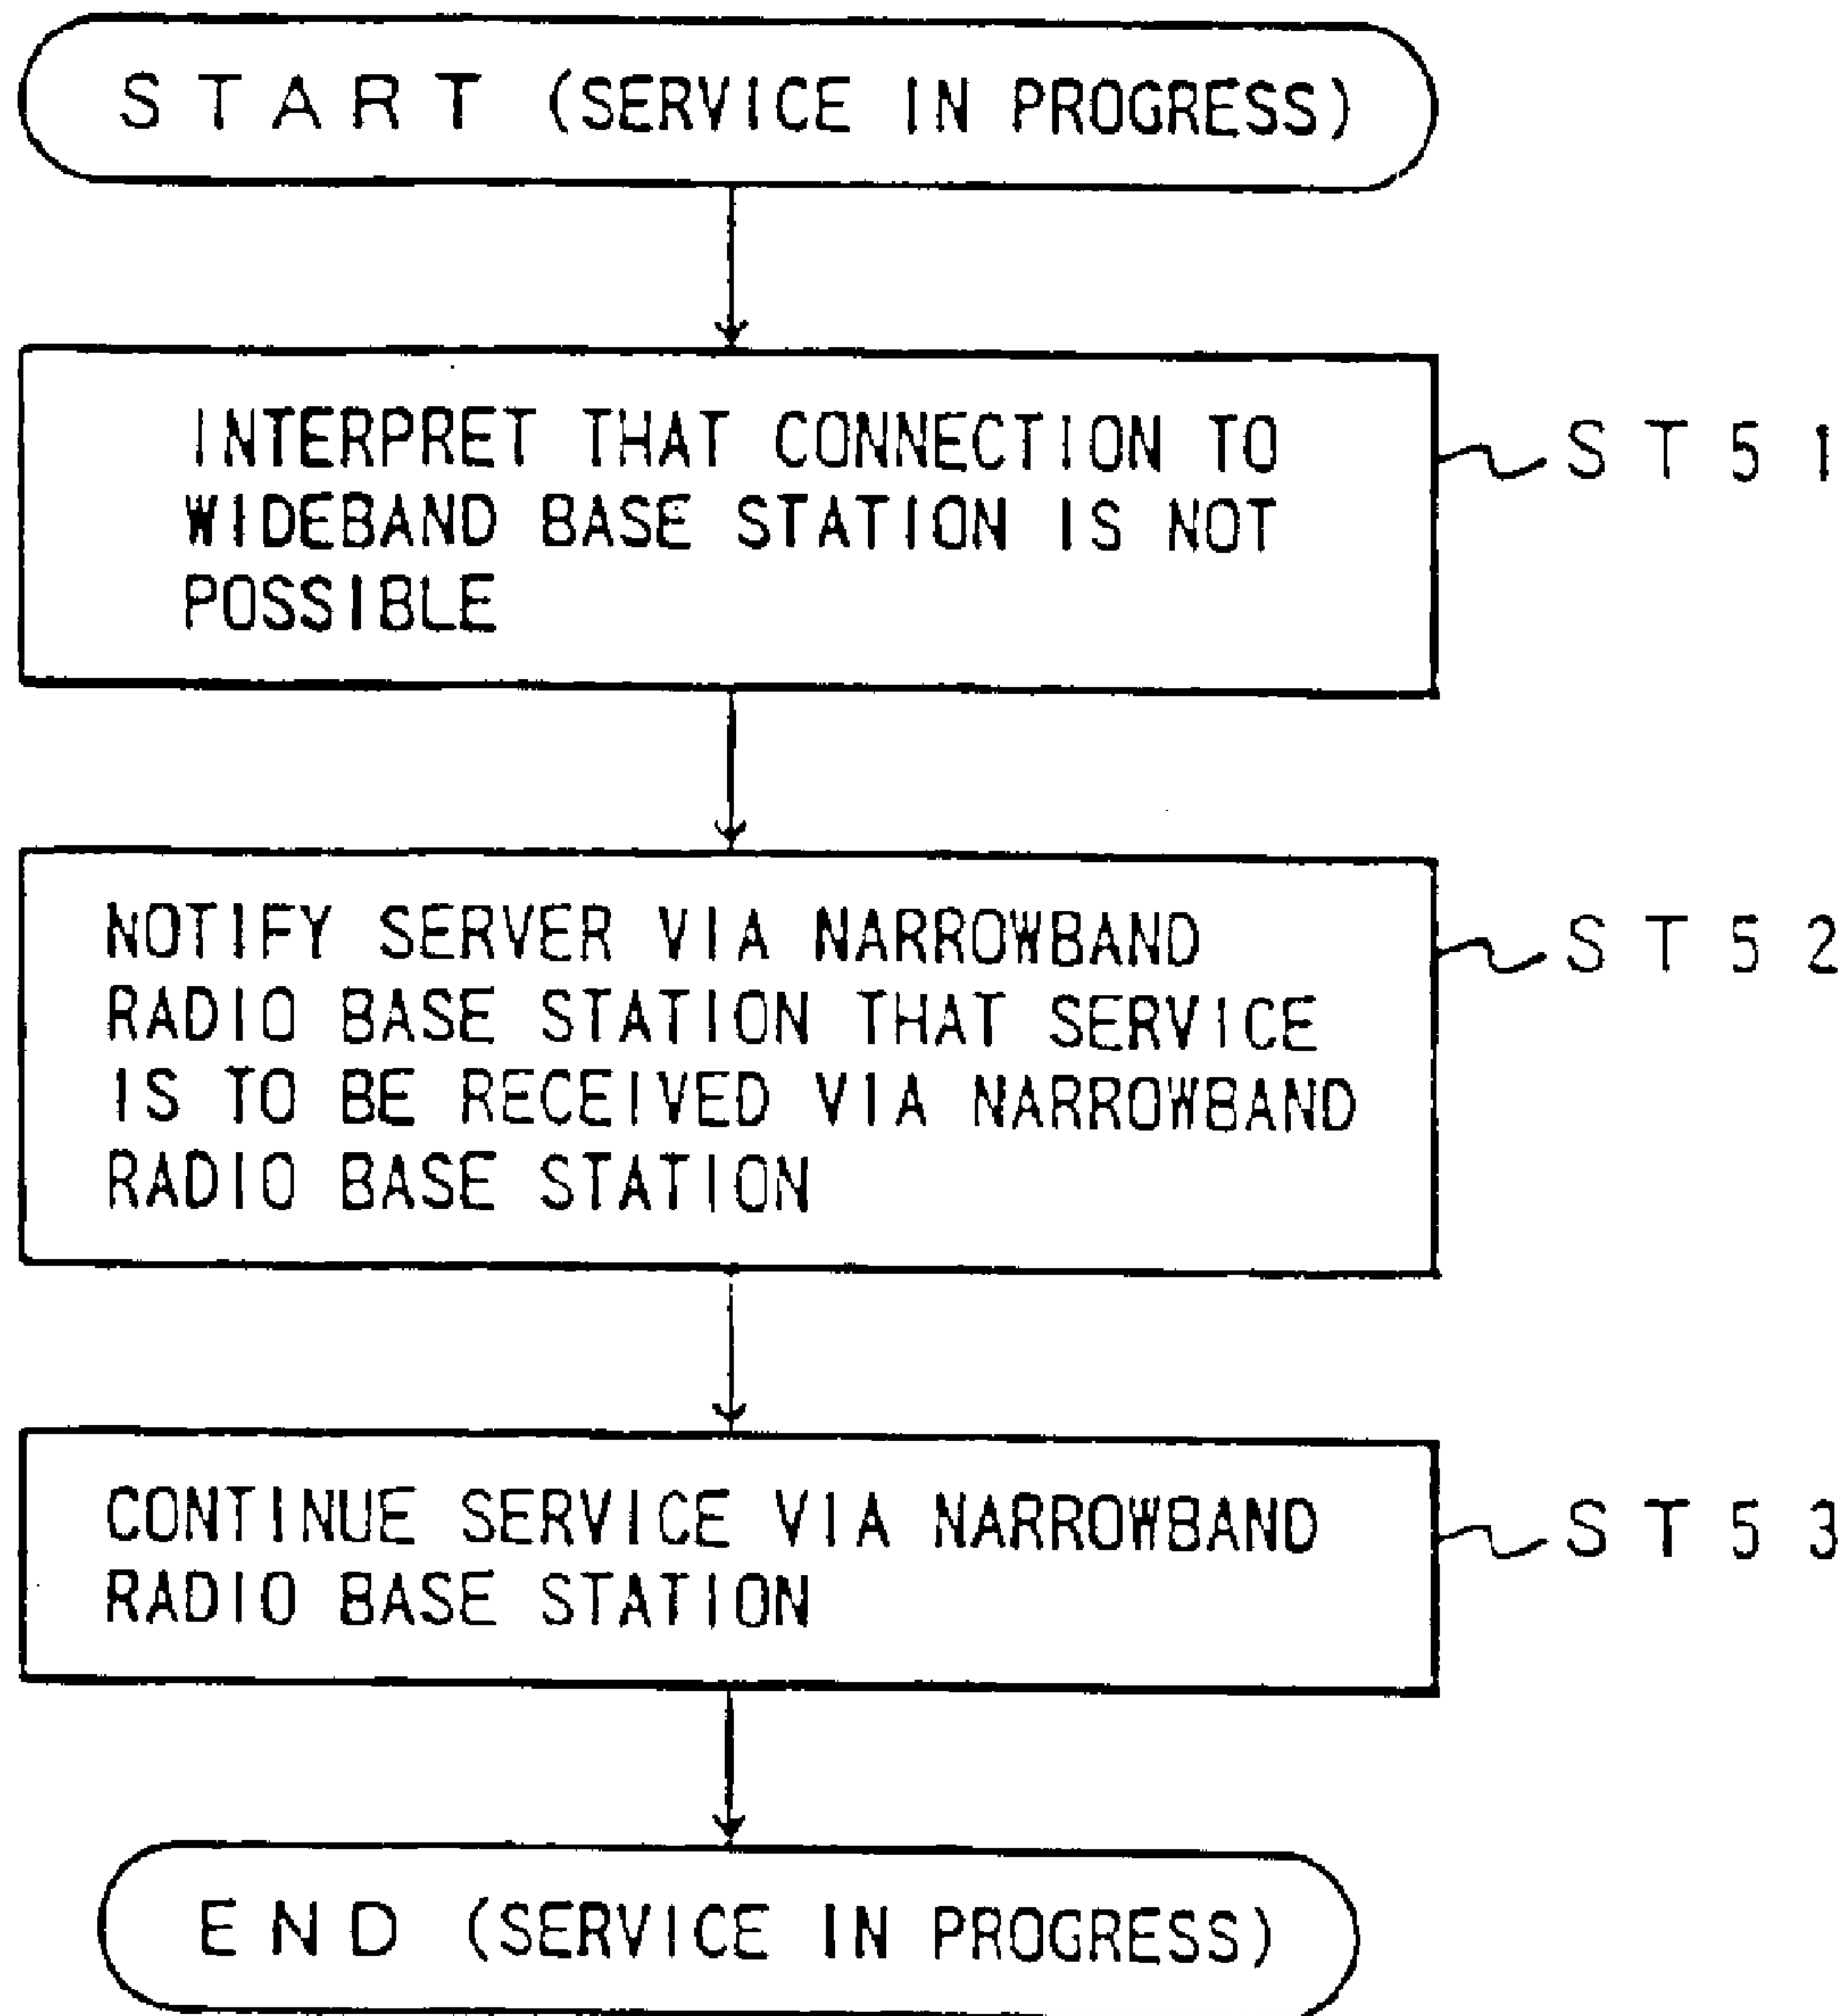 START (SERVICE IN PROGRESS)
INTERPRET THAT CONNECTION TO
WIDEBAND BASE STATION IS NOT
POSSIBLE
ST51
NOTIFY SERVER VIA NARROWBAND
RADIO BASE STATION THAT SERVICE
IS TO BE RECEIVED VIA NARROWBAND
RADIO BASE STATION
ST52
CONTINUE SERVICE VIA NARROWBAND
RADIO BASE STATION
ST53
END (SERVICE IN PROGRESS)